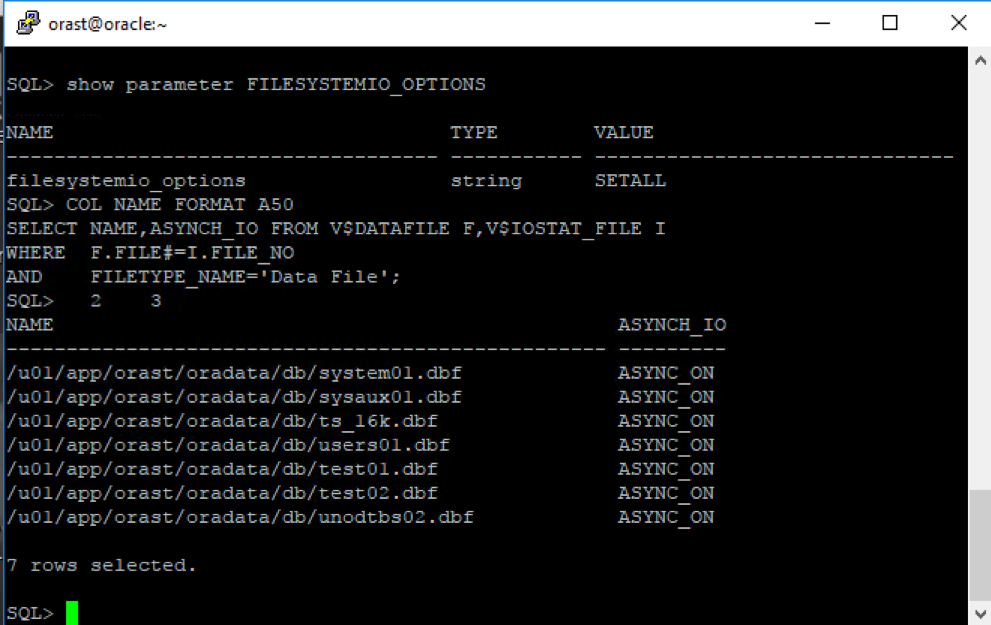 orast@oracle:~
SQL> show parameter FILESYSTEMIO_OPTIONS
NAME                                 TYPE        VALUE
------------------------------------ ----------- ------------------------------
filesystemio_options                 string      SETALL
SQL> COL NAME FORMAT A50
SELECT NAME,ASYNCH_IO FROM V$DATAFILE F,V$IOSTAT_FILE I
WHERE  F.FILE#=I.FILE_NO
AND    FILETYPE_NAME='Data File';
SQL>   2    3
NAME                                               ASYNCH_IO
-------------------------------------------------- ---------
/u01/app/orast/oradata/db/system01.dbf             ASYNC_ON
/u01/app/orast/oradata/db/sysaux01.dbf             ASYNC_ON
/u01/app/orast/oradata/db/ts_16k.dbf               ASYNC_ON
/u01/app/orast/oradata/db/users01.dbf              ASYNC_ON
/u01/app/orast/oradata/db/test01.dbf               ASYNC_ON
/u01/app/orast/oradata/db/test02.dbf               ASYNC_ON
/u01/app/orast/oradata/db/unodtbs02.dbf            ASYNC_ON
7 rows selected.
SQL>